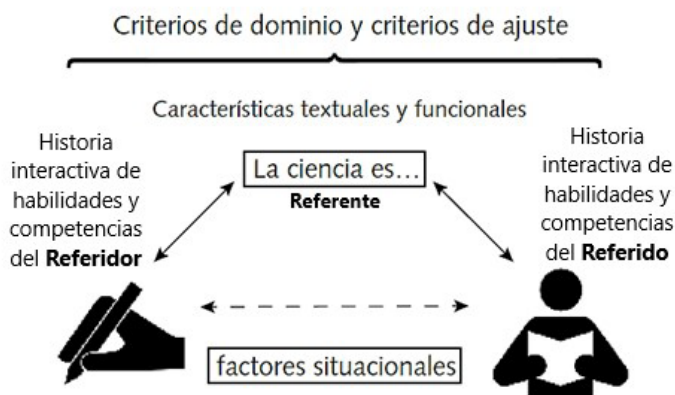 Criterios de dominio y criterios de ajuste
Características textuales y funcionales
Historia
interactiva de
habilidades y
competencias
del Referidor
La ciencia es...
Referente
Historia
interactiva de
habilidades y
competencias
del Referido
factores situacionales